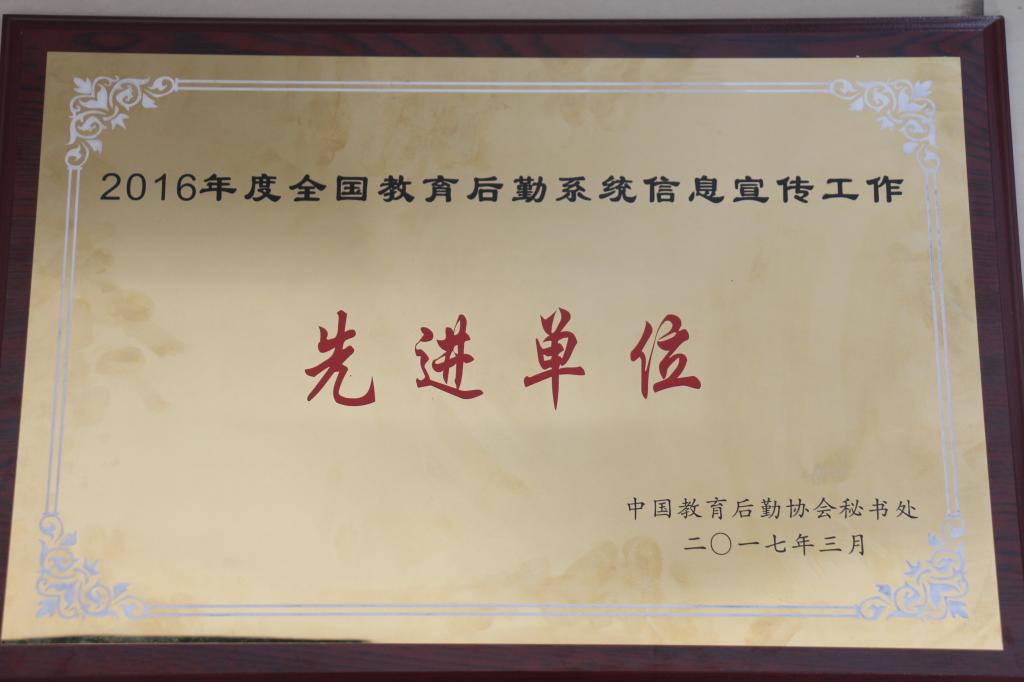 2016年度全国教育后勤系统信息宣传工作
先进单位
中国教育后勤协会秘书处
二〇一七年三月